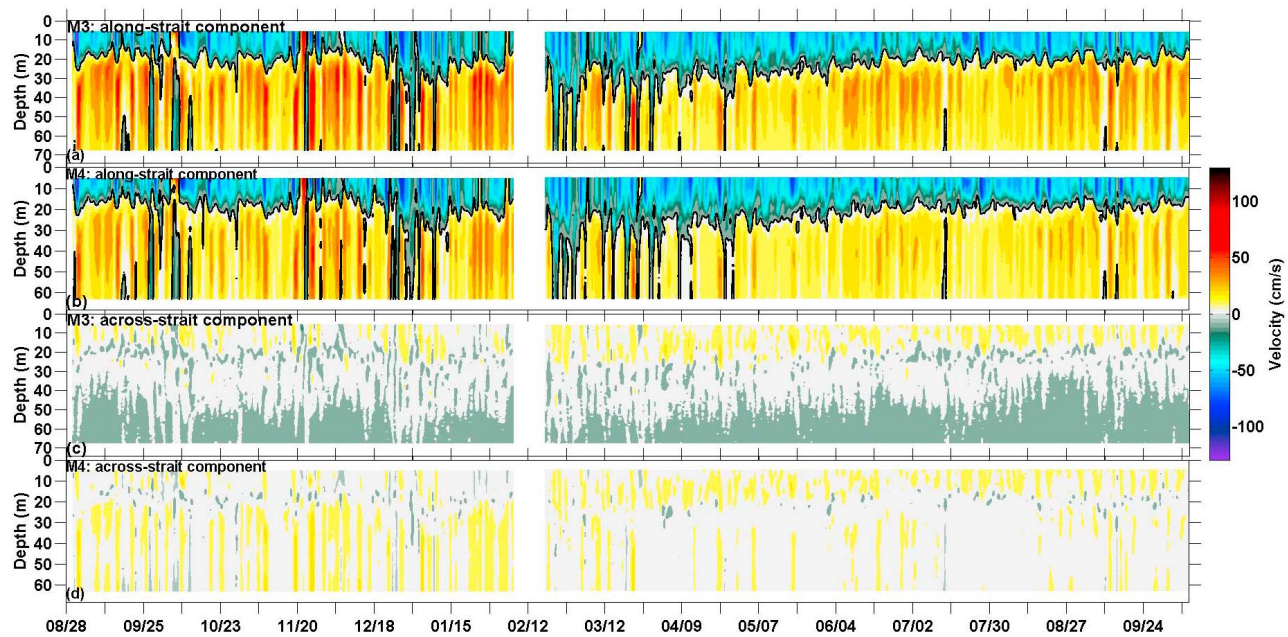 M3: along-strait component
0
10
20
30
40
50
60
70
Depth (m)
(a)
M4: along-strait component
0
10
20
30
40
50
60
Depth (m)
(b)
M3: across-strait component
0
10
20
30
40
50
60
70
Depth (m)
(c)
M4: across-strait component
0
10
20
30
40
50
60
Depth (m)
(d)
08/28 09/25 10/23 11/20 12/18 01/15 02/12 03/12 04/09 05/07 06/04 07/02 07/30 08/27 09/24
100
50
0
-50
-100
Velocity (cm/s)